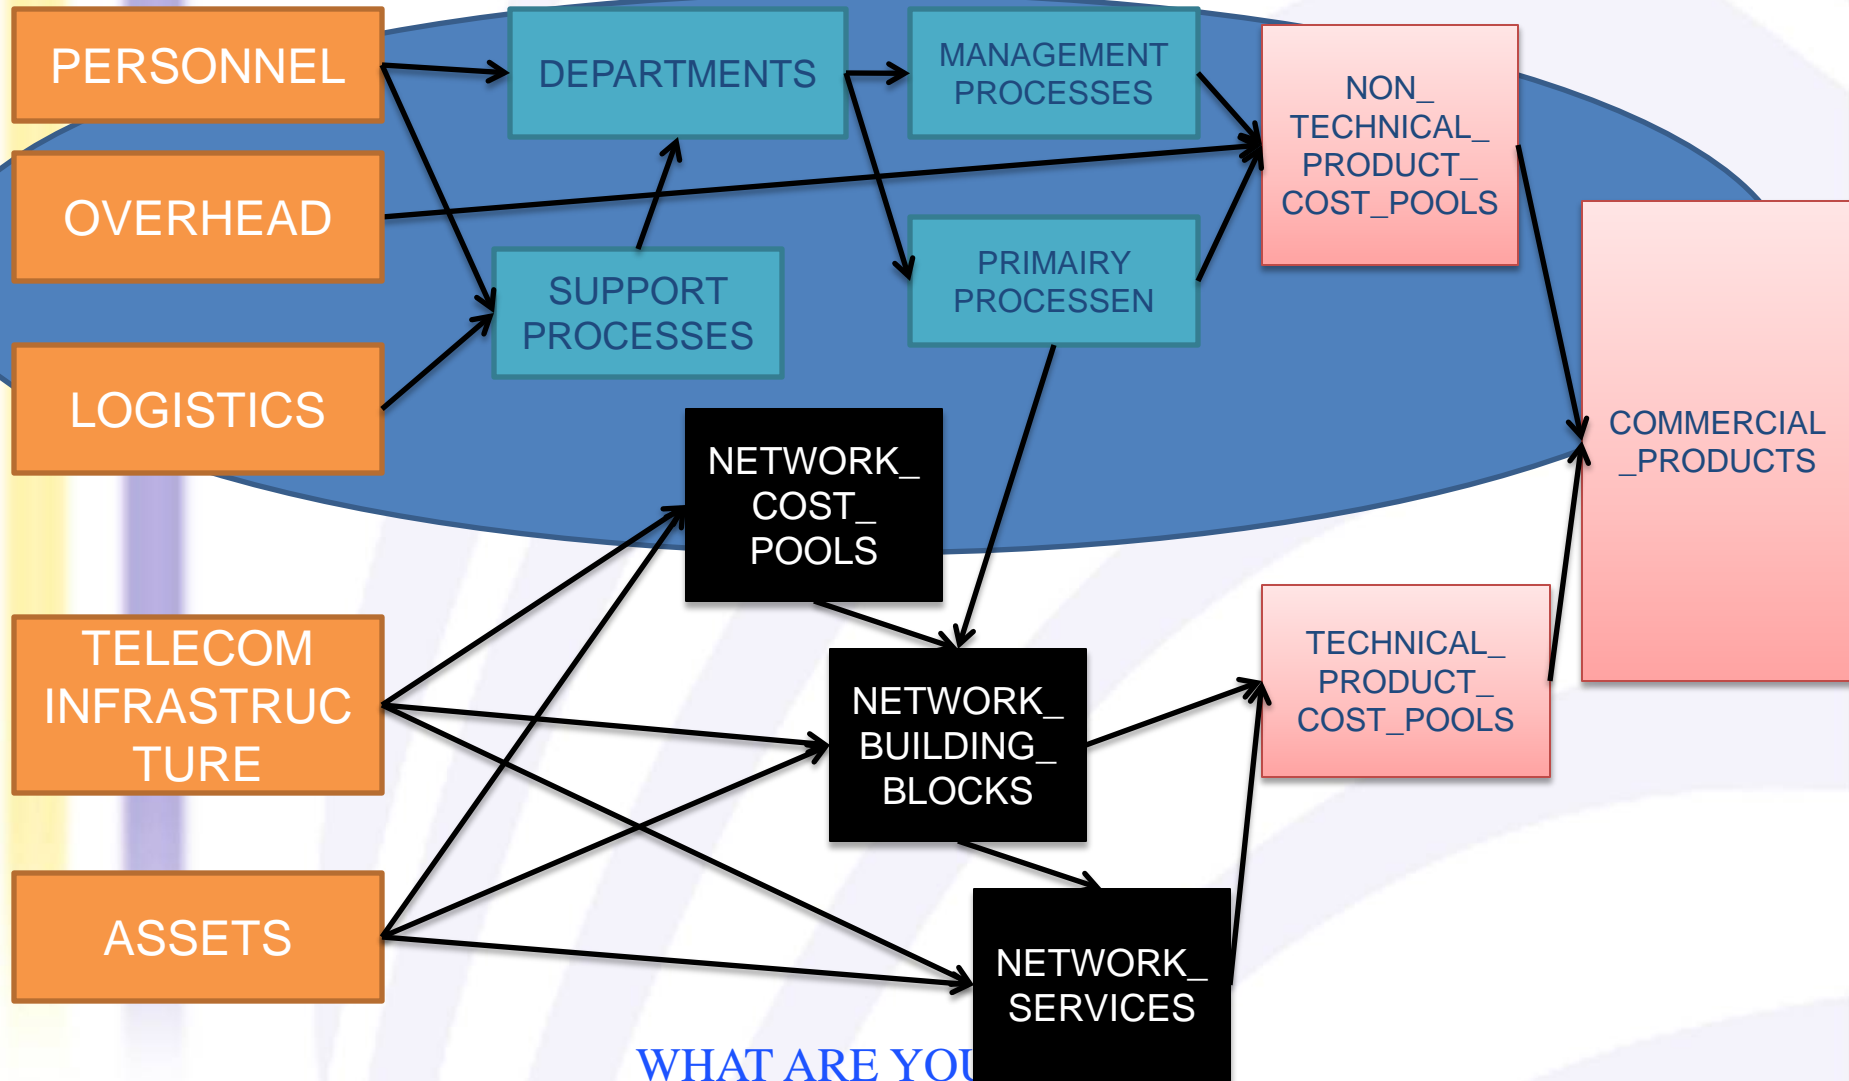 PERSONNEL
DEPARTMENTS
MANAGEMENT
PROCESSES
NON_
TECHNICAL_
PRODUCT_
COST_POOLS
OVERHEAD
SUPPORT
PROCESSES
PRIMAIRY
PROCESSEN
LOGISTICS
NETWORK_
COST_
POOLS
COMMERCIAL
_PRODUCTS
TELECOM
INFRASTRUC
TURE
NETWORK_
BUILDING_
BLOCKS
TECHNICAL_
PRODUCT_
COST_POOLS
ASSETS
NETWORK_
SERVICES
WHAT ARE YOU